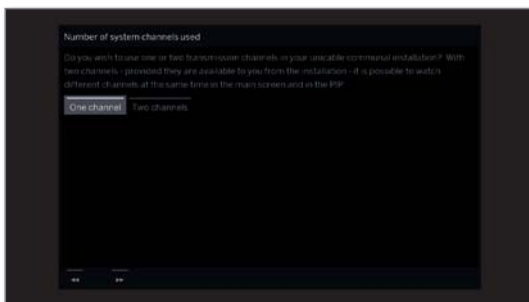 Number of system channels used
Do you wish to use one or two transmission channels in your unicable communal installation? With
two channels - provided they are available to you from the installation - it is possible to watch
different channels at the same time in the main screen and in the PIP.
One channel Two channels